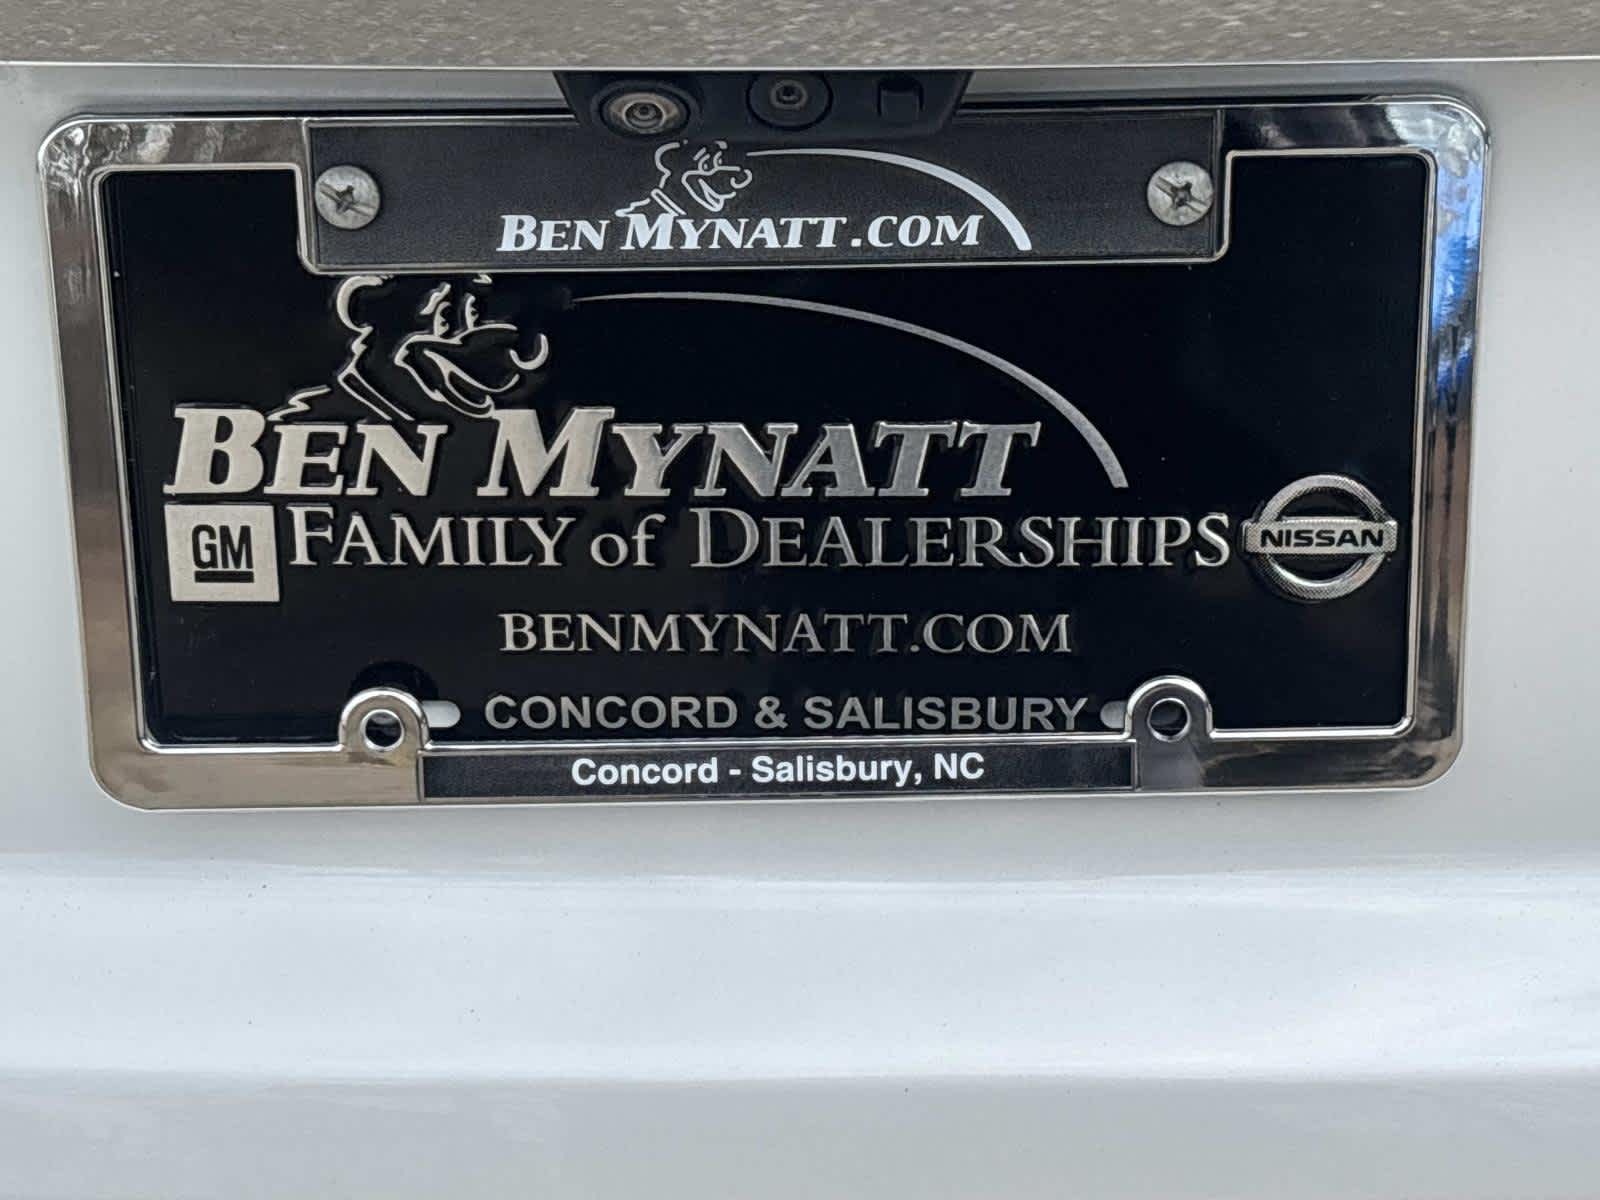 BEN MYNATT.COM
BEN MYNATT
GM FAMILY of DEALERSHIPS NISSAN
BENMYNATT.COM
CONCORD & SALISBURY
Concord - Salisbury, NC